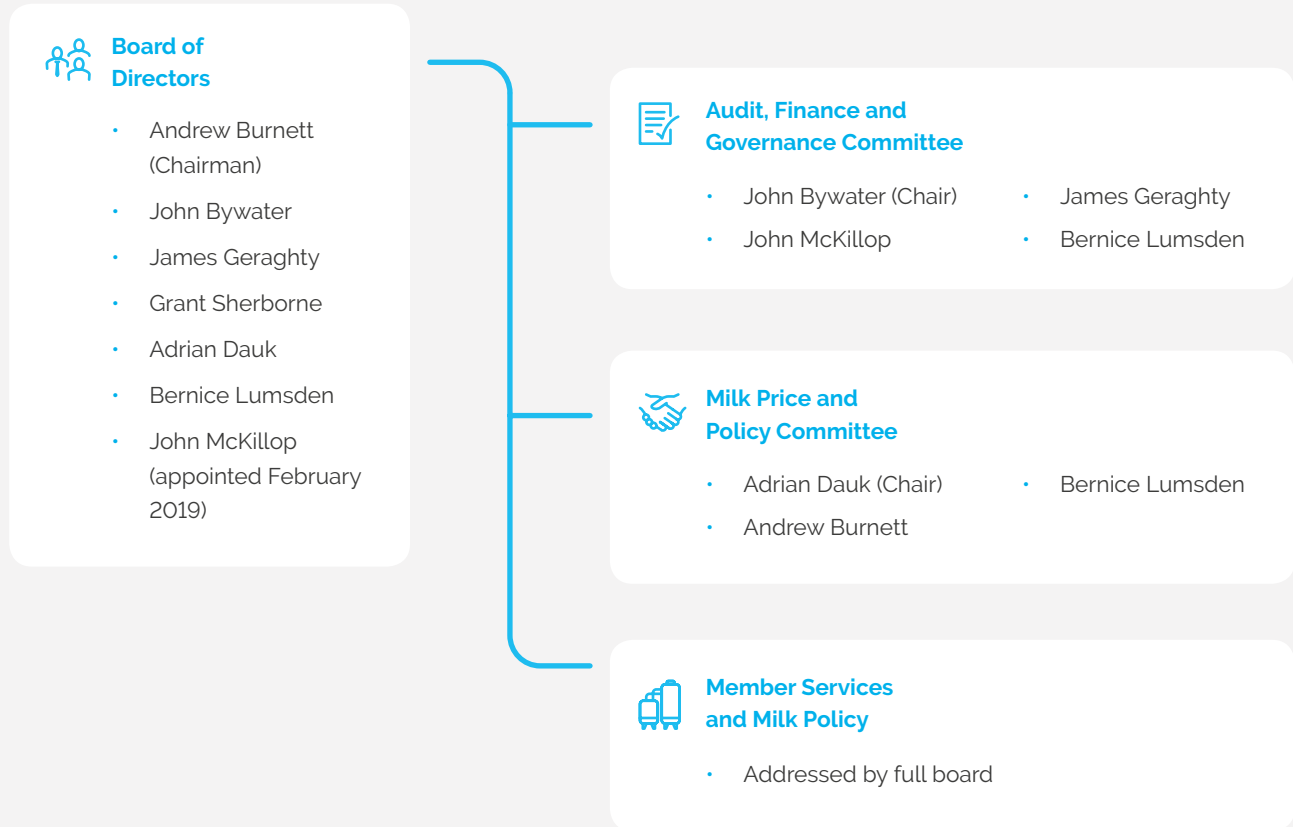 Board of
Directors
• Andrew Burnett
(Chairman)
• John Bywater
• James Geraghty
• Grant Sherborne
• Adrian Dauk
• Bernice Lumsden
• John McKillop
(appointed February
2019)
Audit, Finance and
Governance Committee
• John Bywater (Chair)
• John McKillop
• James Geraghty
• Bernice Lumsden
Milk Price and
Policy Committee
• Adrian Dauk (Chair)
• Andrew Burnett
• Bernice Lumsden
Member Services
and Milk Policy
• Addressed by full board